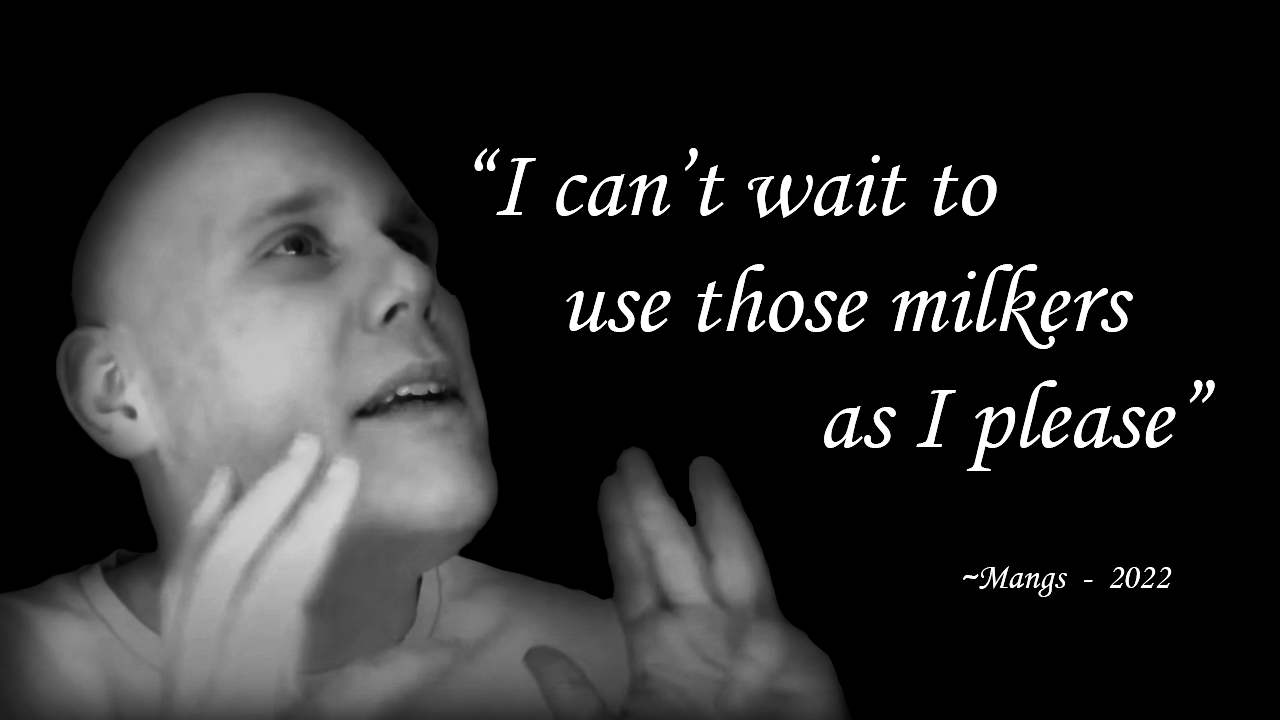 “I can’t wait to
use those milkers
as I please”
~Mangs - 2022